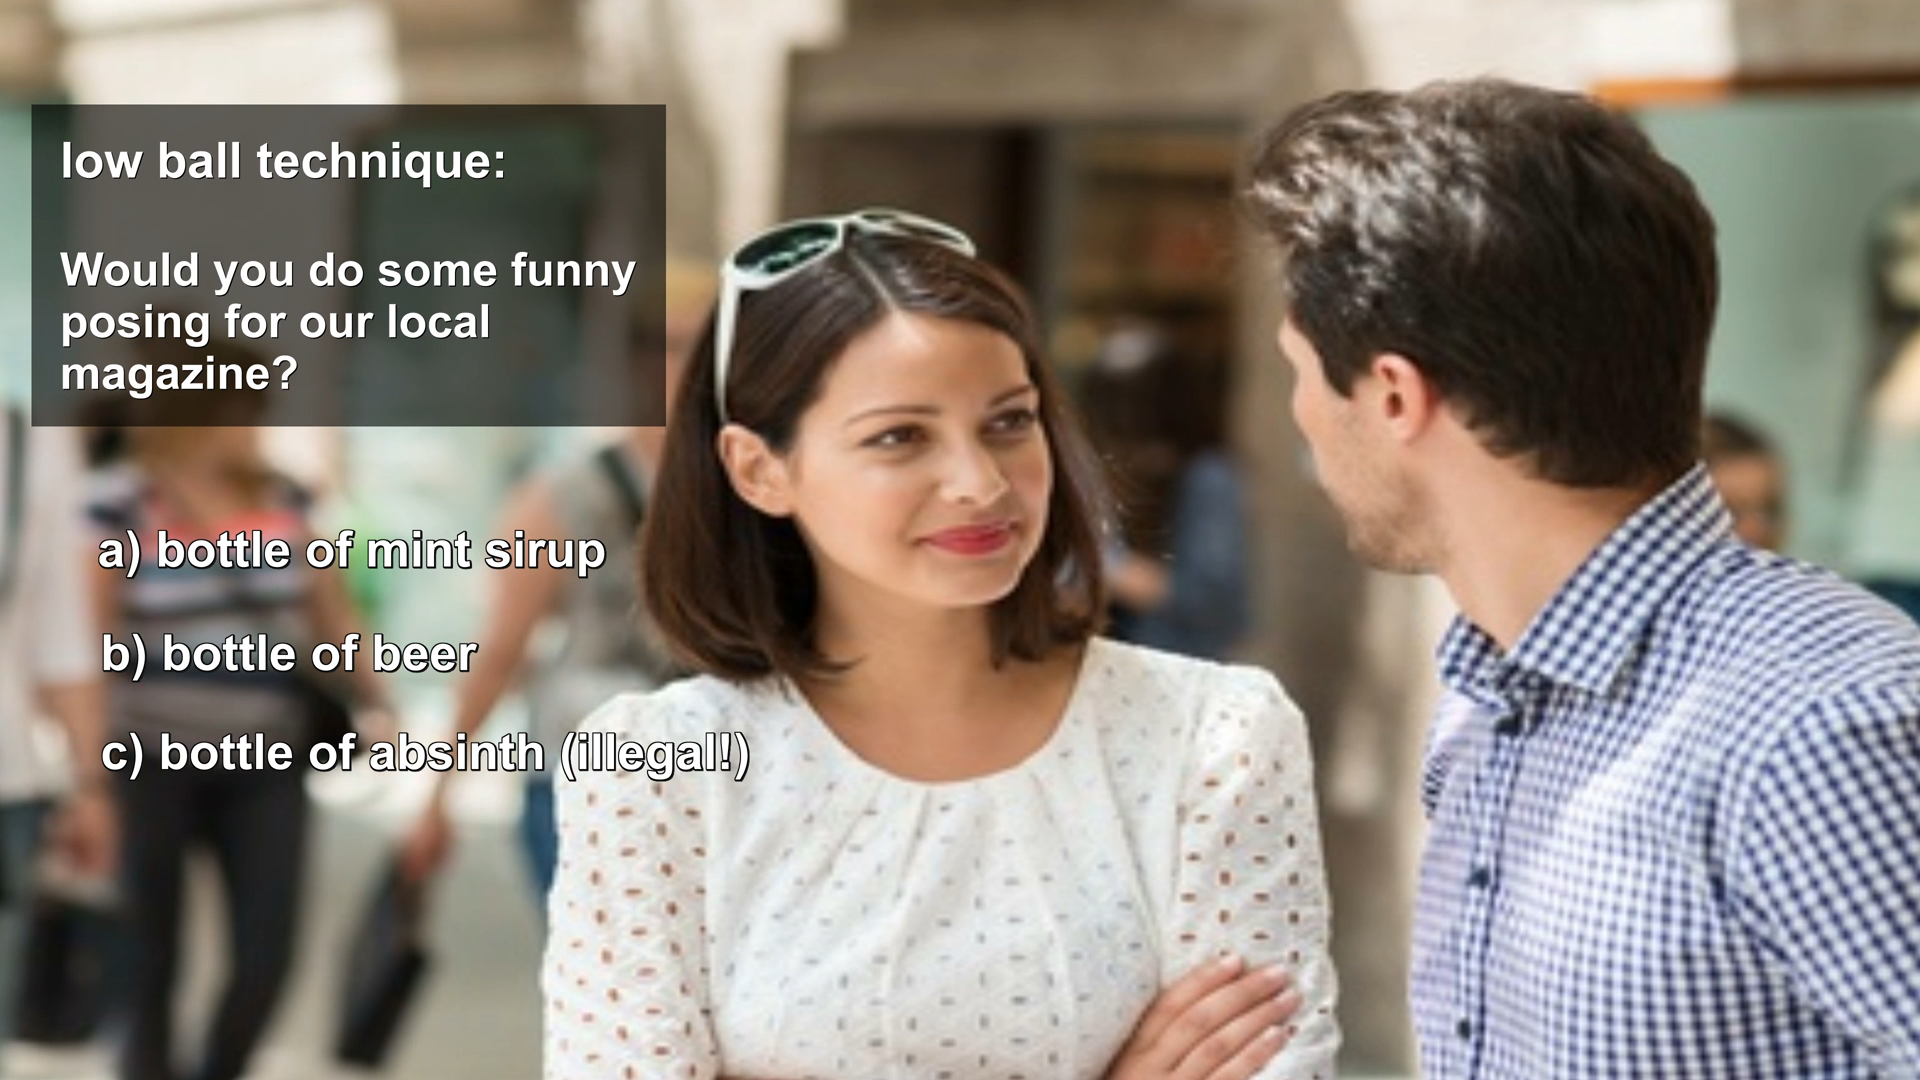 low ball technique:
Would you do some funny
posing for our local
magazine?
a) bottle of mint sirup
b) bottle of beer
c) bottle of absinth (illegal!)